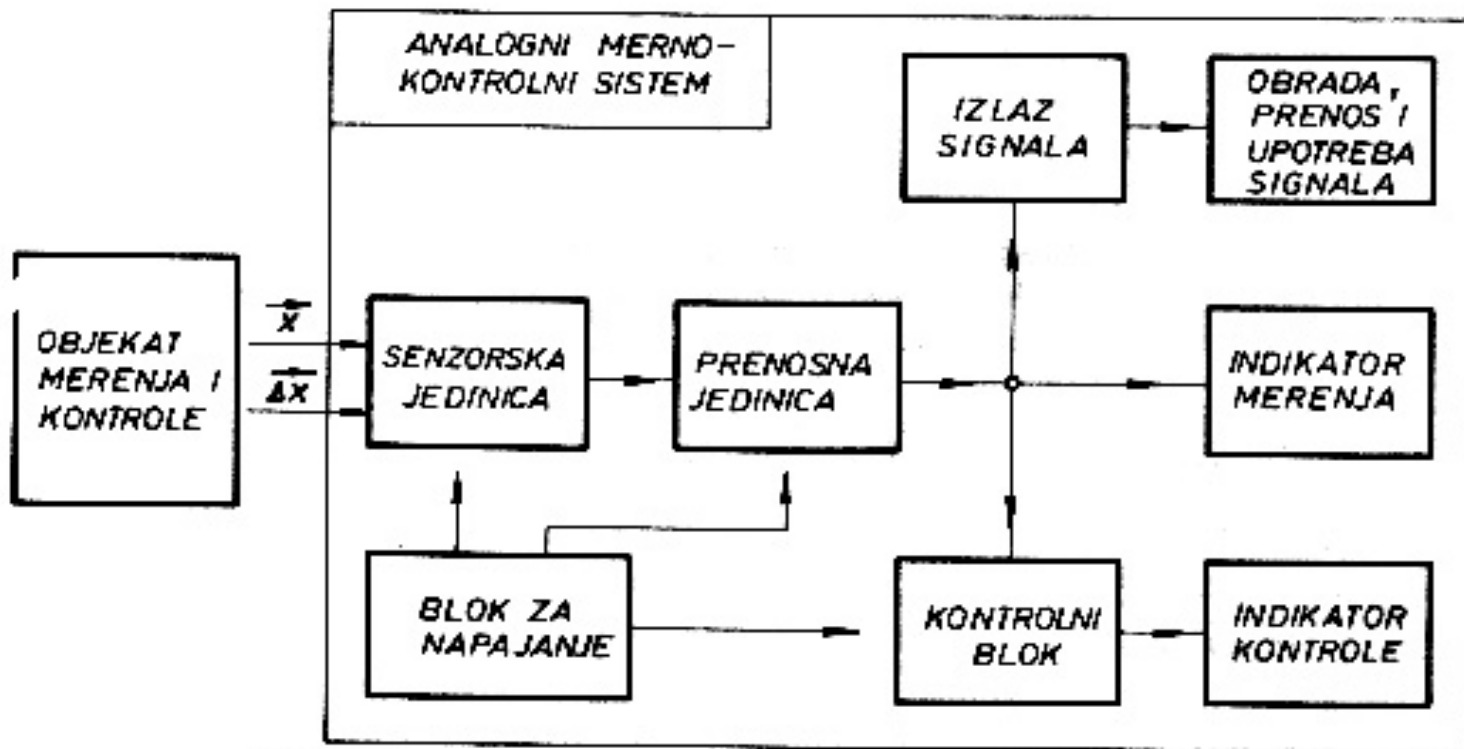 ANALOGNI MERNO-
KONTROLNI SISTEM
IZLAZ
SIGNALA
OBRADA,
PRENOS I
UPOTREBA
SIGNALA
OBJEKAT
MERENJA I
KONTROLE
X
ΔX
SENZORSKA
JEDINICA
PRENOSNA
JEDINICA
INDIKATOR
MERENJA
BLOK ZA
NAPAJANJE
KONTROLNI
BLOK
INDIKATOR
KONTROLE